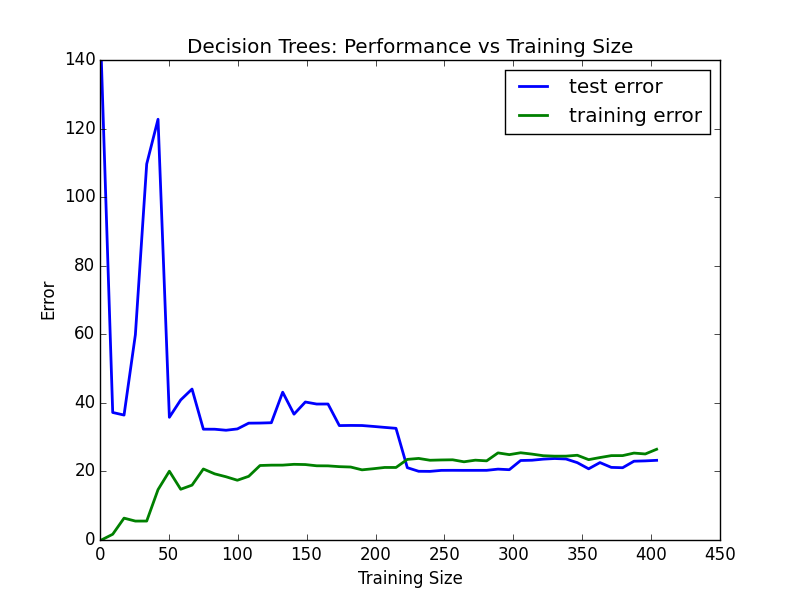 Decision Trees: Performance vs Training Size
140
120
100
80
60
40
20
0
Error
test error
training error
0 50 100 150 200 250 300 350 400 450
Training Size